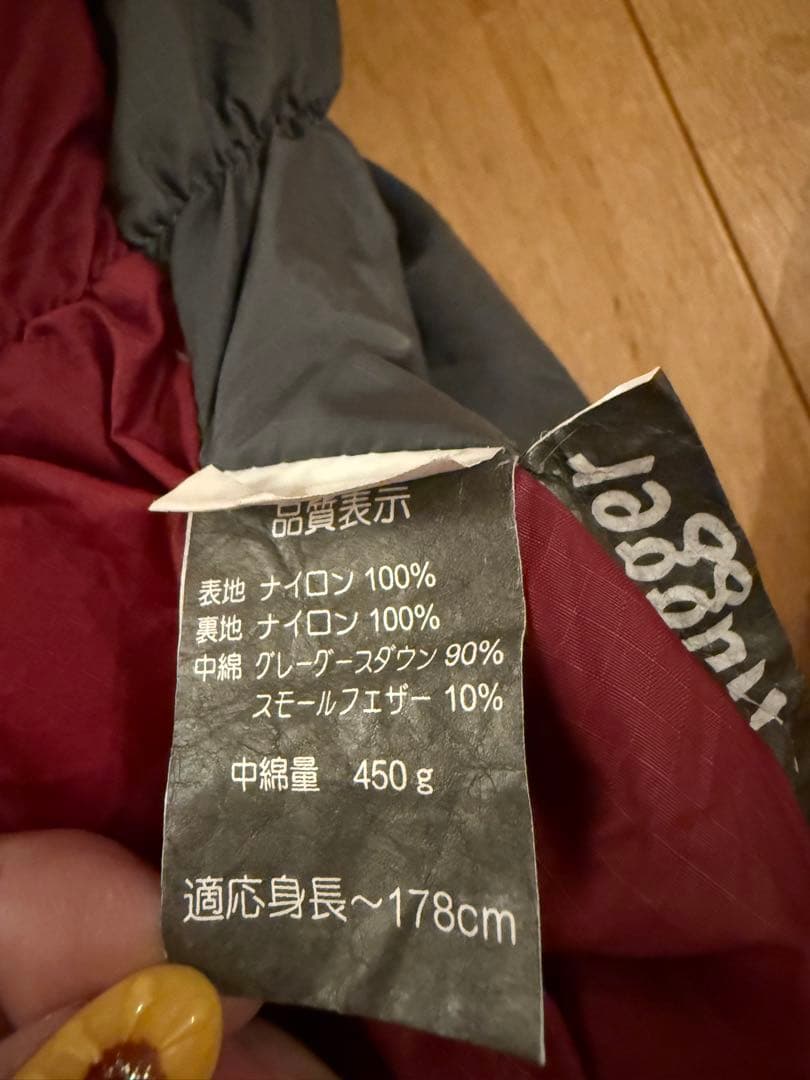 品質表示
表地 ナイロン 100%
裏地 ナイロン 100%
中綿 グレーグースダウン 90%
スモールフェザー 10%
中綿量 450g
適応身長～178cm
Hugger